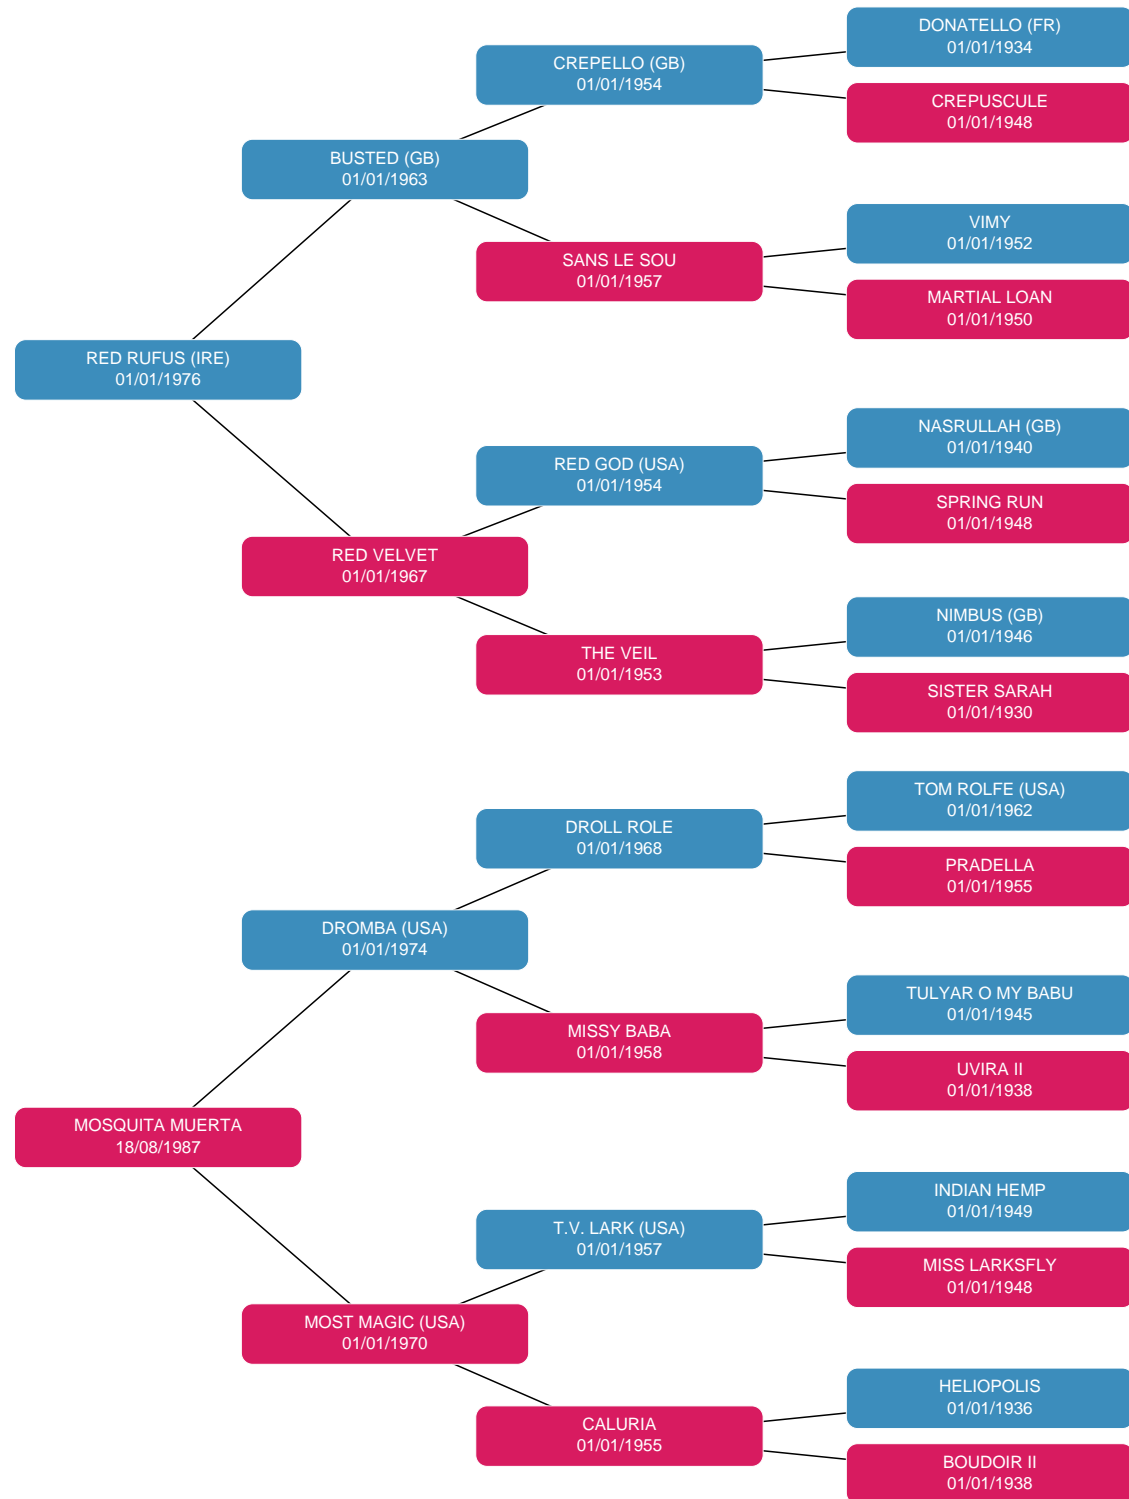 DONATELLO (FR)
01/01/1934
CREPELLO (GB)
01/01/1954
CREPUSCULE
01/01/1948
BUSTED (GB)
01/01/1963
VIMY
01/01/1952
SANS LE SOU
01/01/1957
MARTIAL LOAN
01/01/1950
RED RUFUS (IRE)
01/01/1976
NASRULLAH (GB)
01/01/1940
RED GOD (USA)
01/01/1954
SPRING RUN
01/01/1948
RED VELVET
01/01/1967
NIMBUS (GB)
01/01/1946
THE VEIL
01/01/1953
SISTER SARAH
01/01/1930
TOM ROLFE (USA)
01/01/1962
DROLL ROLE
01/01/1968
PRADELLA
01/01/1955
DROMBA (USA)
01/01/1974
TULYAR O MY BABU
01/01/1945
MISSY BABA
01/01/1958
UVIRA II
01/01/1938
MOSQUITA MUERTA
18/08/1987
INDIAN HEMP
01/01/1949
T.V. LARK (USA)
01/01/1957
MISS LARKSFLY
01/01/1948
MOST MAGIC (USA)
01/01/1970
HELIOPOLIS
01/01/1936
CALURIA
01/01/1955
BOUDOIR II
01/01/1938